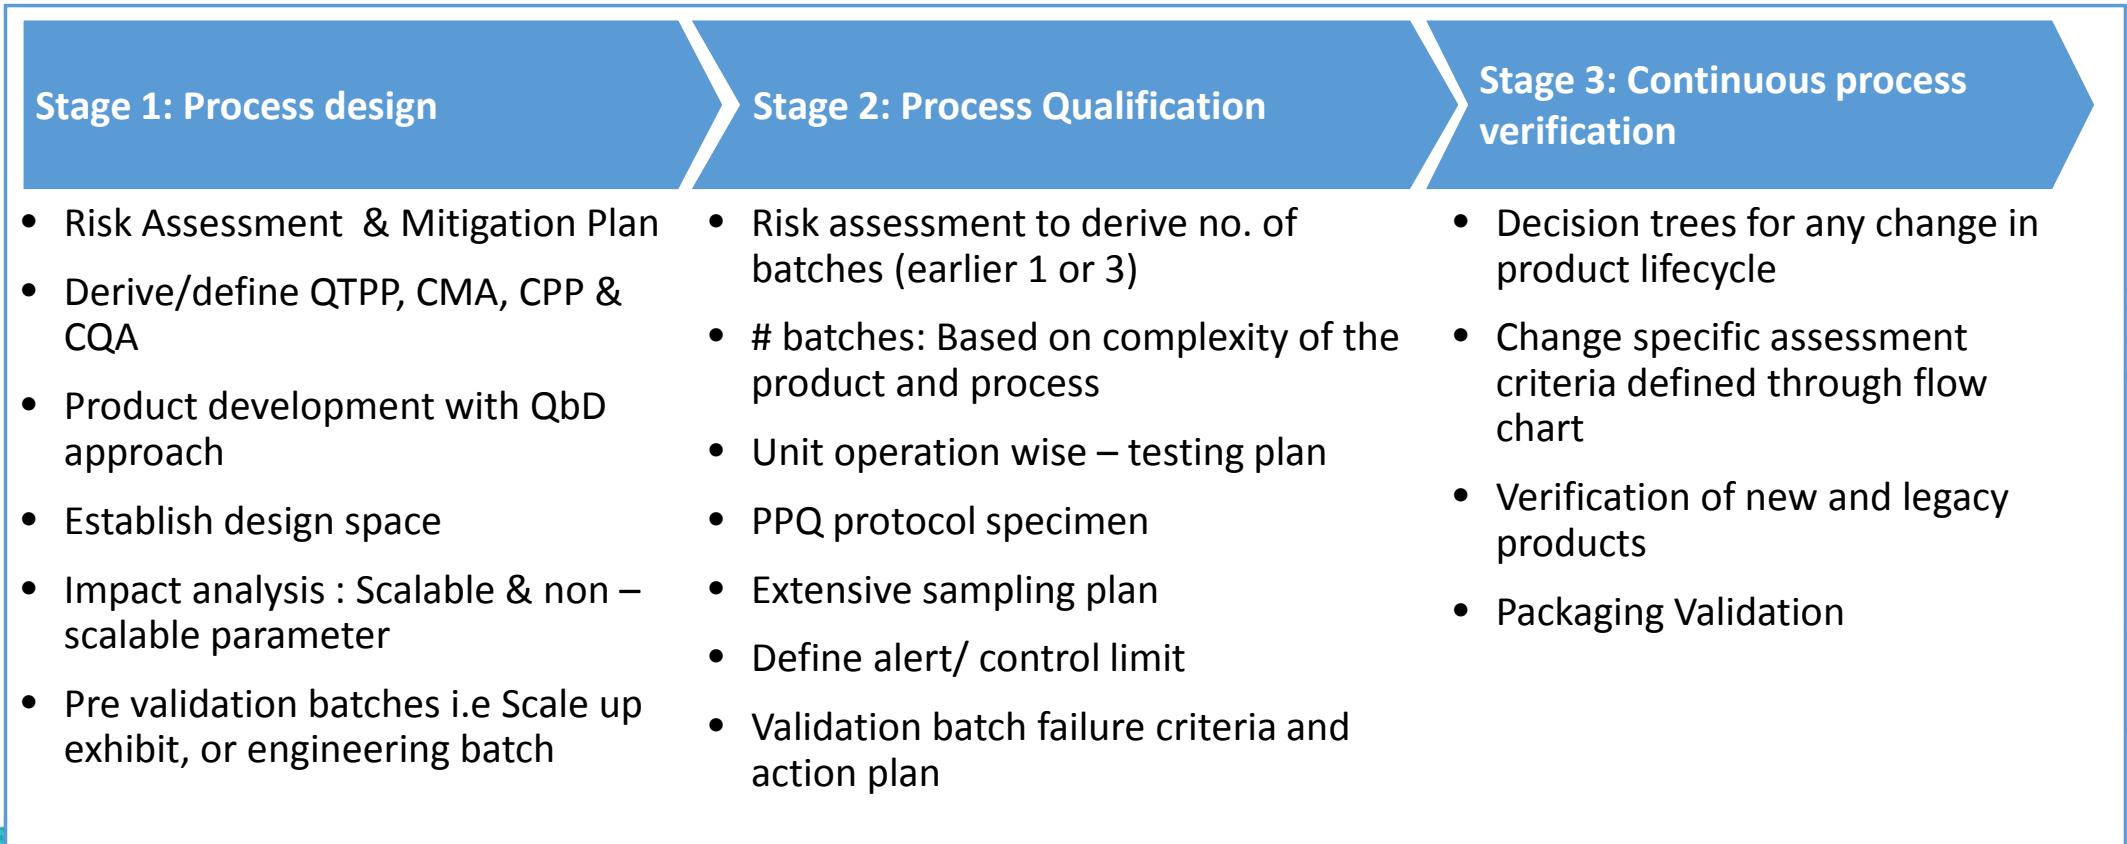 Stage 1: Process design
• Risk Assessment & Mitigation Plan
• Derive/define QTPP, CMA, CPP &
CQA
• Product development with QbD
approach
• Establish design space
• Impact analysis : Scalable & non –
scalable parameter
• Pre validation batches i.e Scale up
exhibit, or engineering batch
Stage 2: Process Qualification
• Risk assessment to derive no. of
batches (earlier 1 or 3)
• # batches: Based on complexity of the
product and process
• Unit operation wise – testing plan
• PPQ protocol specimen
• Extensive sampling plan
• Define alert/ control limit
• Validation batch failure criteria and
action plan
Stage 3: Continuous process
verification
• Decision trees for any change in
product lifecycle
• Change specific assessment
criteria defined through flow
chart
• Verification of new and legacy
products
• Packaging Validation